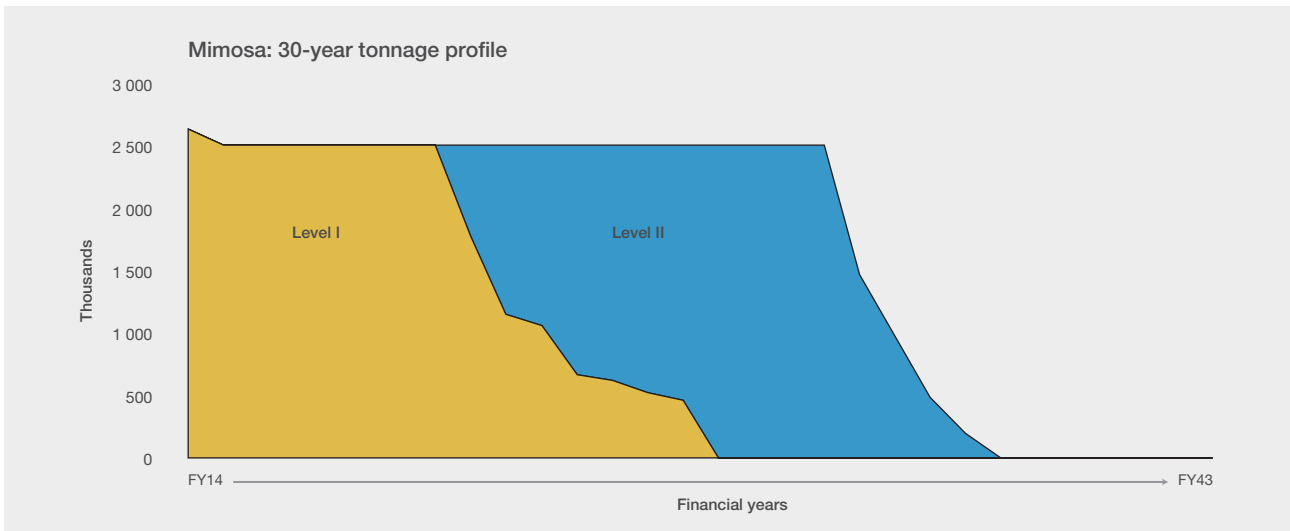 Mimosa: 30-year tonnage profile
3 000
2 500
2 000
1 500
1 000
500
0
Thousands
Level I
Level II
FY14
FY43
Financial years